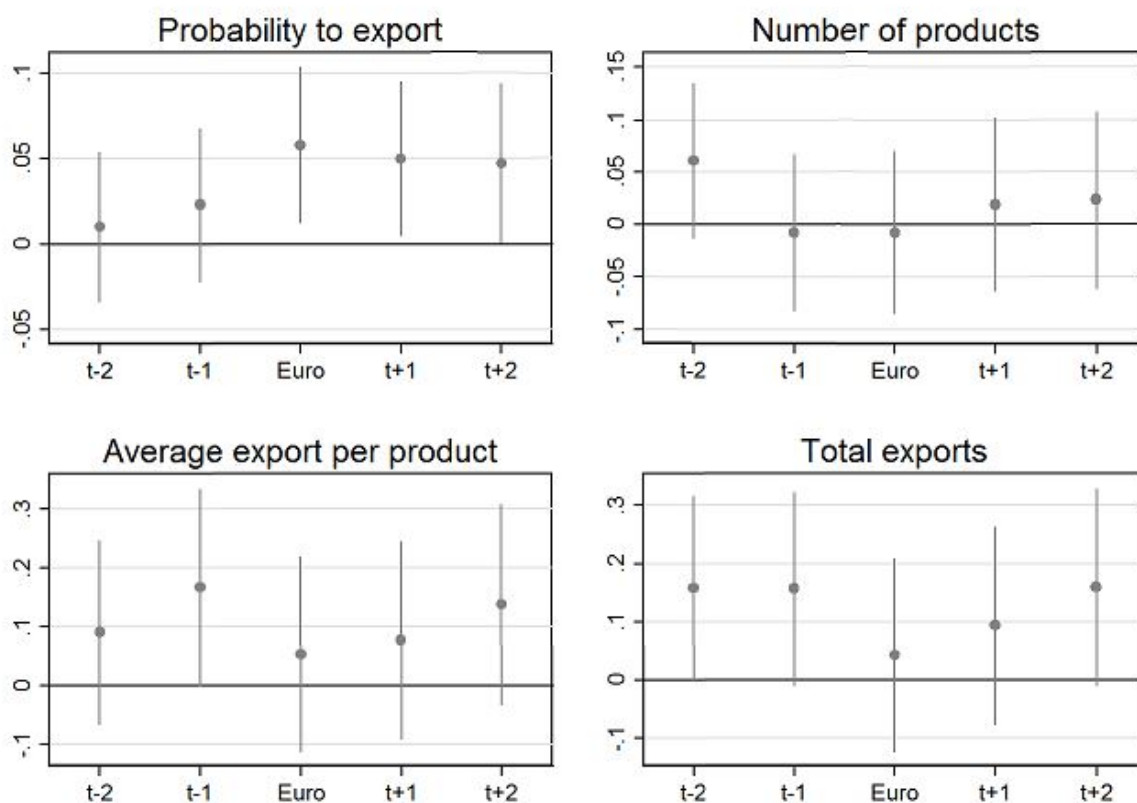 Probability to export
.1
.05
0
-.05
t-2 t-1 Euro t+1 t+2
Number of products
.15
.1
.05
0
-.05
-.1
t-2 t-1 Euro t+1 t+2
Average export per product
.3
.2
.1
0
-.1
t-2 t-1 Euro t+1 t+2
Total exports
.3
.2
.1
0
-.1
t-2 t-1 Euro t+1 t+2